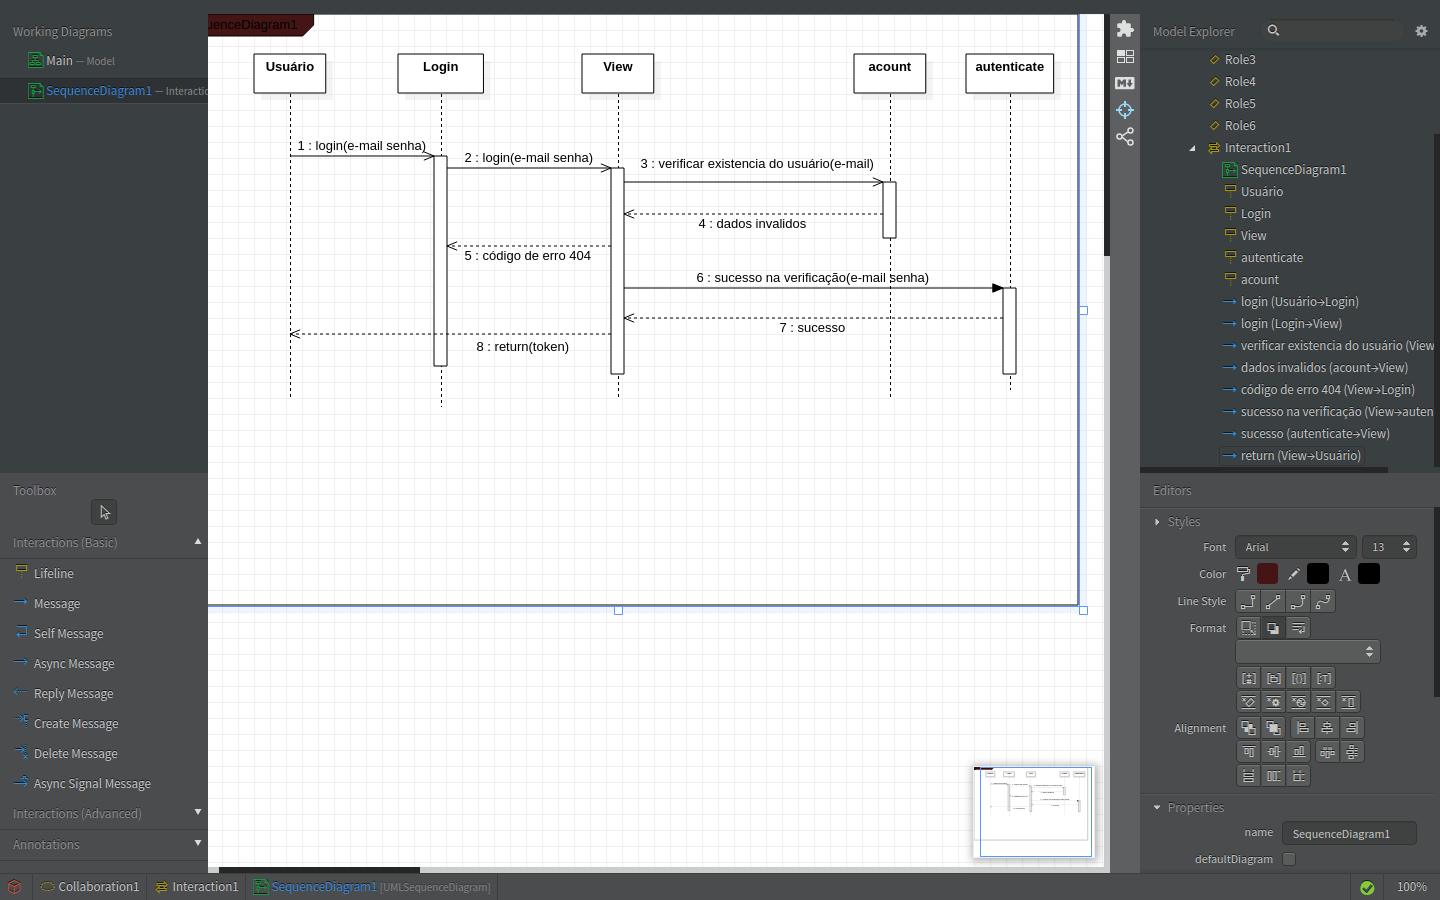 Working Diagrams
Main — Model
SequenceDiagram1 — Interactio
Toolbox
Interactions (Basic)
Lifeline
Message
Self Message
Async Message
Reply Message
Create Message
Delete Message
Async Signal Message
Interactions (Advanced)
Annotations
uenceDiagram1
Usuário
Login
View
acount
autenticate
1 : login(e-mail senha)
2 : login(e-mail senha)
3 : verificar existencia do usuário(e-mail)
4 : dados invalidos
5 : código de erro 404
6 : sucesso na verificação(e-mail senha)
7 : sucesso
8 : return(token)
Model Explorer
Role3
Role4
Role5
Role6
Interaction1
SequenceDiagram1
Usuário
Login
View
autenticate
acount
login (Usuário→Login)
login (Login→View)
verificar existencia do usuário (View
dados invalidos (acount→View)
código de erro 404 (View→Login)
sucesso na verificação (View→auten
sucesso (autenticate→View)
return (View→Usuário)
Editors
Styles
Font Arial 13
Color A
Line Style
Format
Alignment
Properties
name SequenceDiagram1
defaultDiagram
Collaboration1 Interaction1 SequenceDiagram1 [UMLSequenceDiagram] 100%